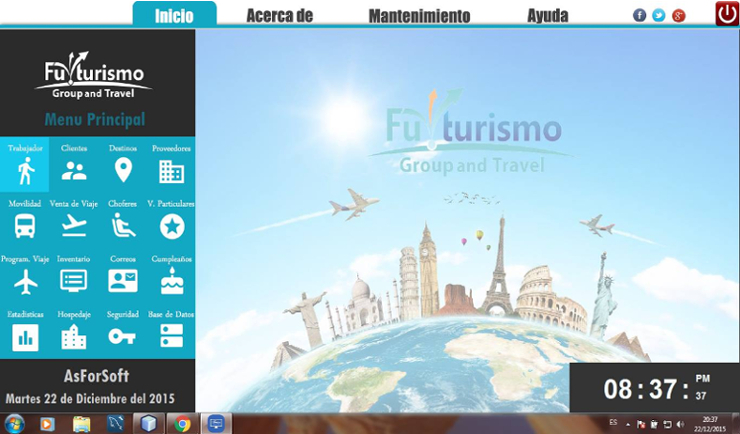 Inicio
Acerca de
Mantenimiento
Ayuda
Futurismo
Group and Travel
Menu Principal
Trabajador
Clientes
Destinos
Proveedores
Movilidad
Venta de Viaje
Choferes
V. Particulares
Program. Viaje
Inventario
Correos
Cumpleaños
Estadisticas
Hospedaje
Seguridad
Base de Datos
AsForSoft
Martes 22 de Diciembre del 2015
Futurismo
Group and Travel
08 : 37 : PM
37
ES
20:37
22/12/2015